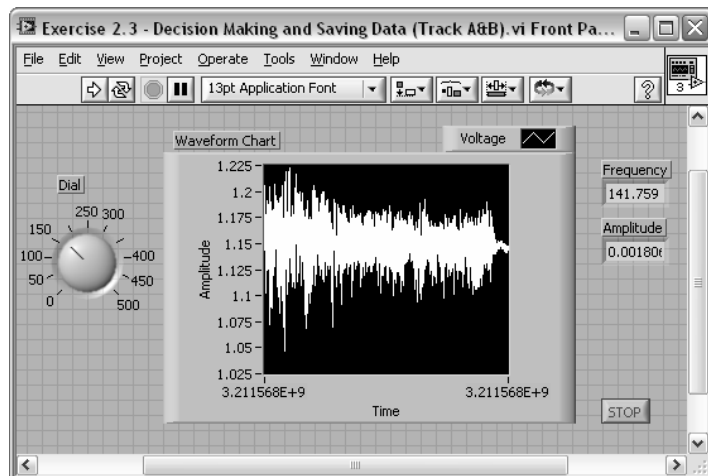 Exercise 2.3 - Decision Making and Saving Data (Track A&B).vi Front Pa...
File Edit View Project Operate Tools Window Help
13pt Application Font
3
Waveform Chart
Voltage
Dial
0
50
100
150
250
300
400
450
500
Amplitude
1.225
1.2
1.175
1.15
1.125
1.1
1.075
1.05
1.025
3.211568E+9
3.211568E+9
Time
Frequency
141.759
Amplitude
0.00180
STOP